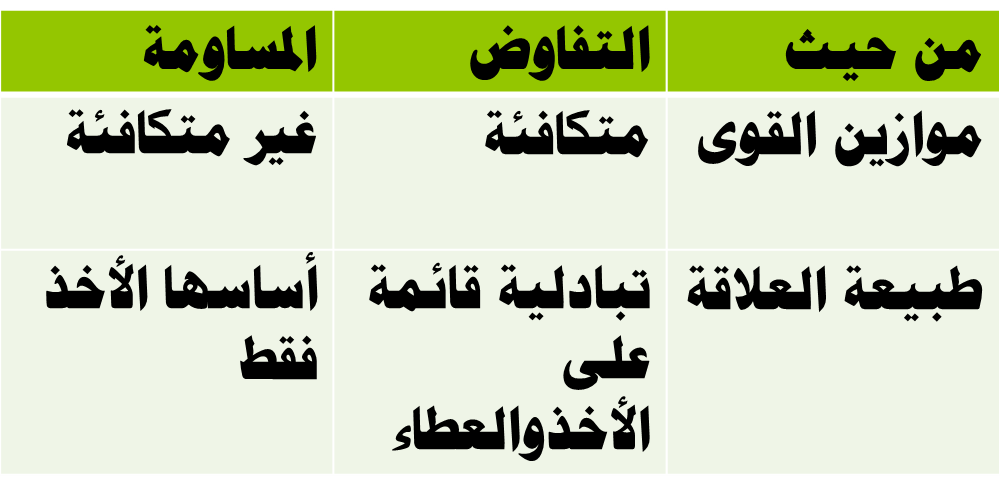 من حيث التفاوض المساومة
موازين القوى متكافئة غير متكافئة
طبيعة العلاقة تبادلية قائمة أساسها الأخذ
على فقط
الأخذوالعطاء